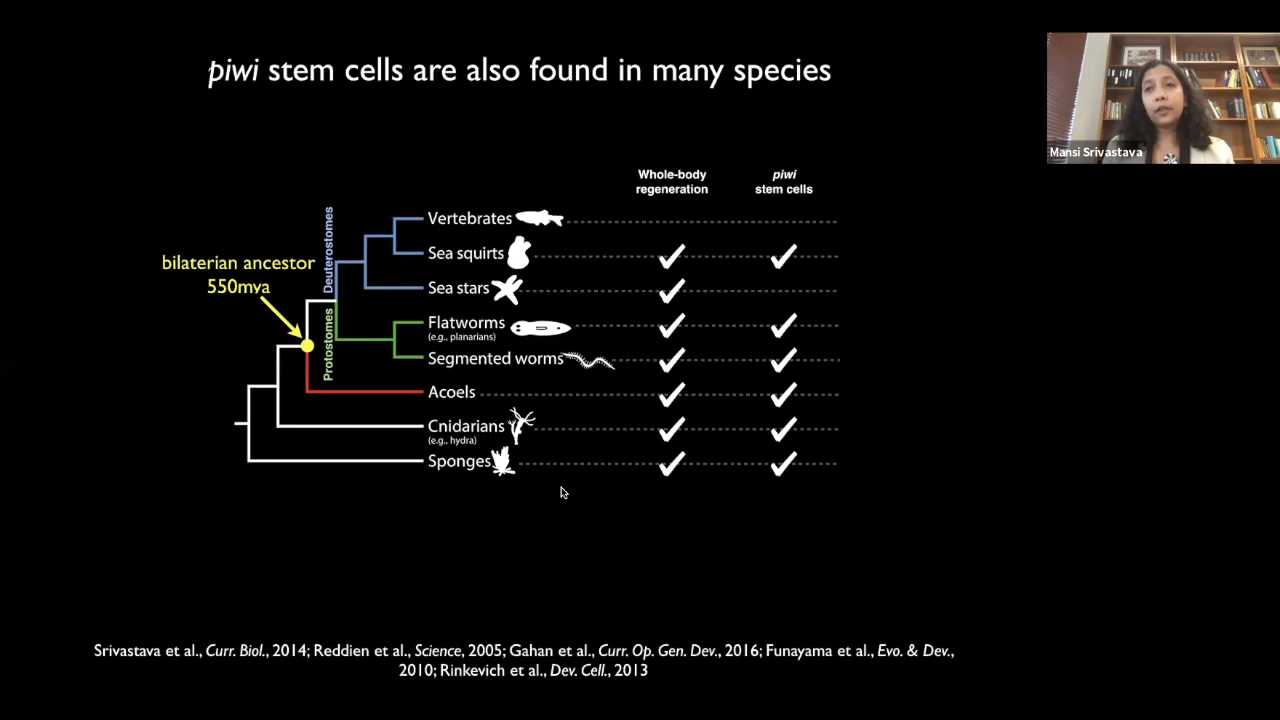 piwi stem cells are also found in many species
Mansi Srivastava
Whole-body
regeneration
piwi
stem cells
Deuterostomes
Protostomes
bilaterian ancestor
550mya
Vertebrates
Sea squirts
Sea stars
Flatworms
(e.g., planarians)
Segmented worms
Acoels
Cnidarians
(e.g., hydra)
Sponges
Srivastava et al., Curr. Biol., 2014; Reddien et al., Science, 2005; Gahan et al., Curr. Op. Gen. Dev., 2016; Funayama et al., Evo. & Dev.,
2010; Rinkevich et al., Dev. Cell., 2013